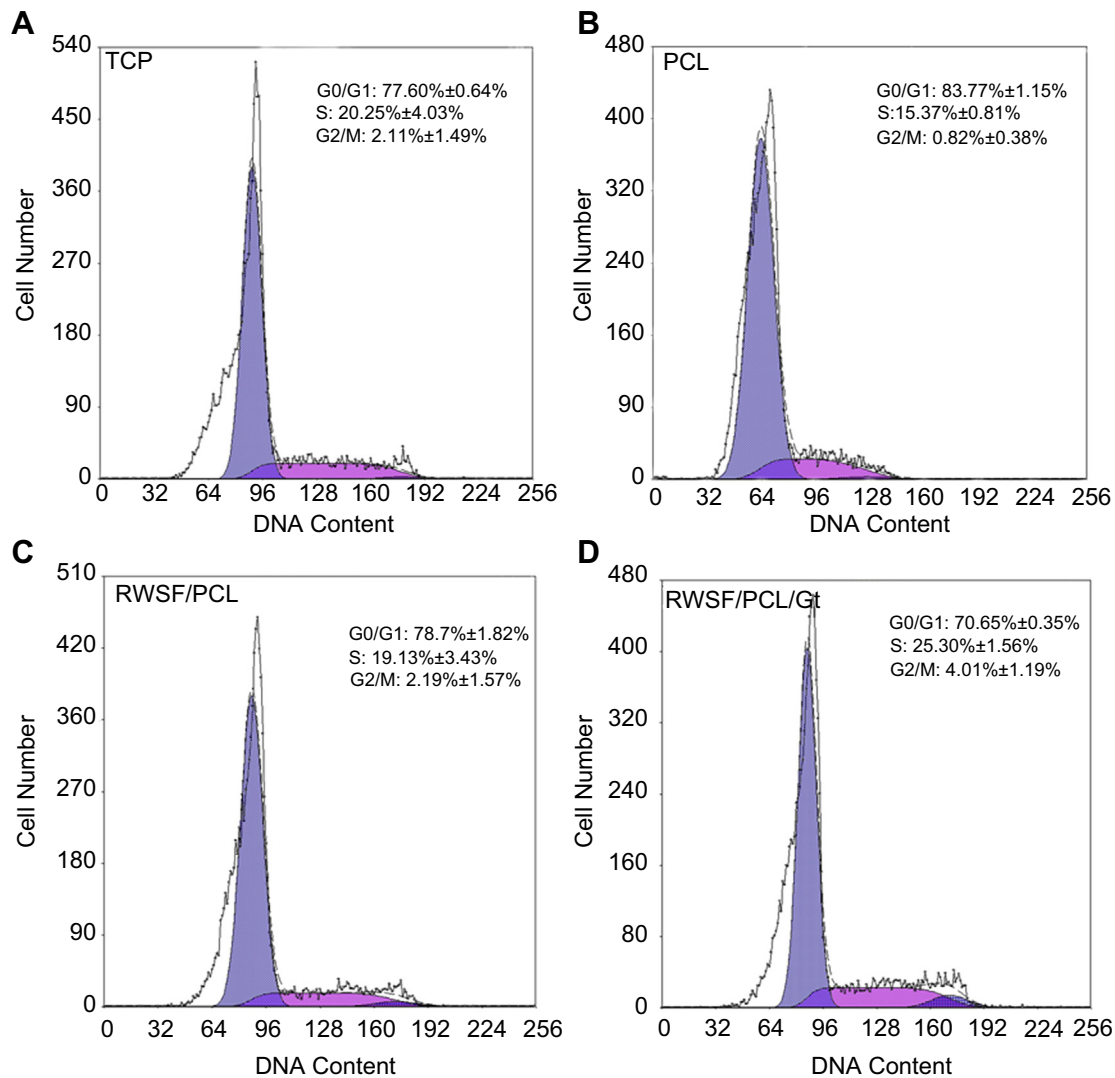 A
TCP
G0/G1: 77.60%±0.64%
S: 20.25%±4.03%
G2/M: 2.11%±1.49%
540
450
360
270
180
90
0
Cell Number
0 32 64 96 128 160 192 224 256
DNA Content
B
PCL
G0/G1: 83.77%±1.15%
S:15.37%±0.81%
G2/M: 0.82%±0.38%
480
400
320
240
160
90
0
Cell Number
0 32 64 96 128 160 192 224 256
DNA Content
C
RWSF/PCL
G0/G1: 78.7%±1.82%
S: 19.13%±3.43%
G2/M: 2.19%±1.57%
510
420
360
270
180
90
0
Cell Number
0 32 64 96 128 160 192 224 256
DNA Content
D
RWSF/PCL/Gt
G0/G1: 70.65%±0.35%
S: 25.30%±1.56%
G2/M: 4.01%±1.19%
480
400
320
240
160
80
0
Cell Number
0 32 64 96 128 160 192 224 256
DNA Content